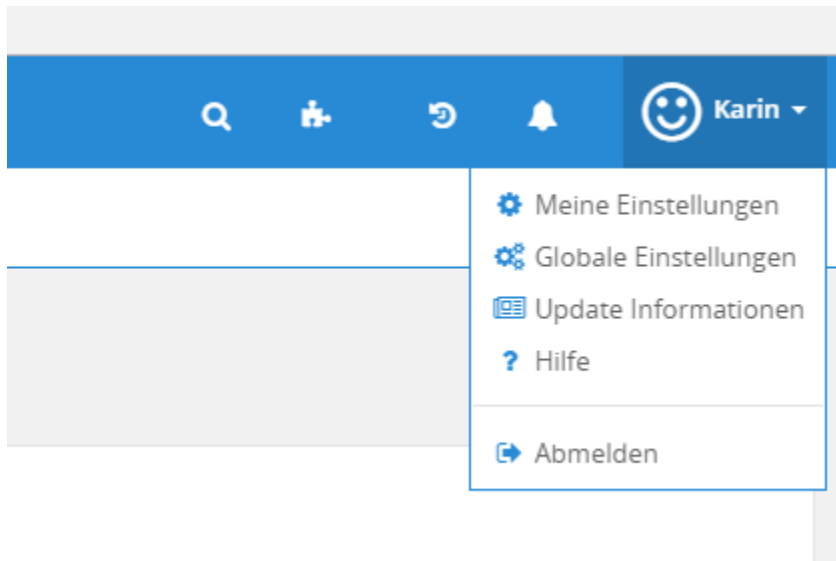 Karin
Meine Einstellungen
Globale Einstellungen
Update Informationen
? Hilfe
Abmelden